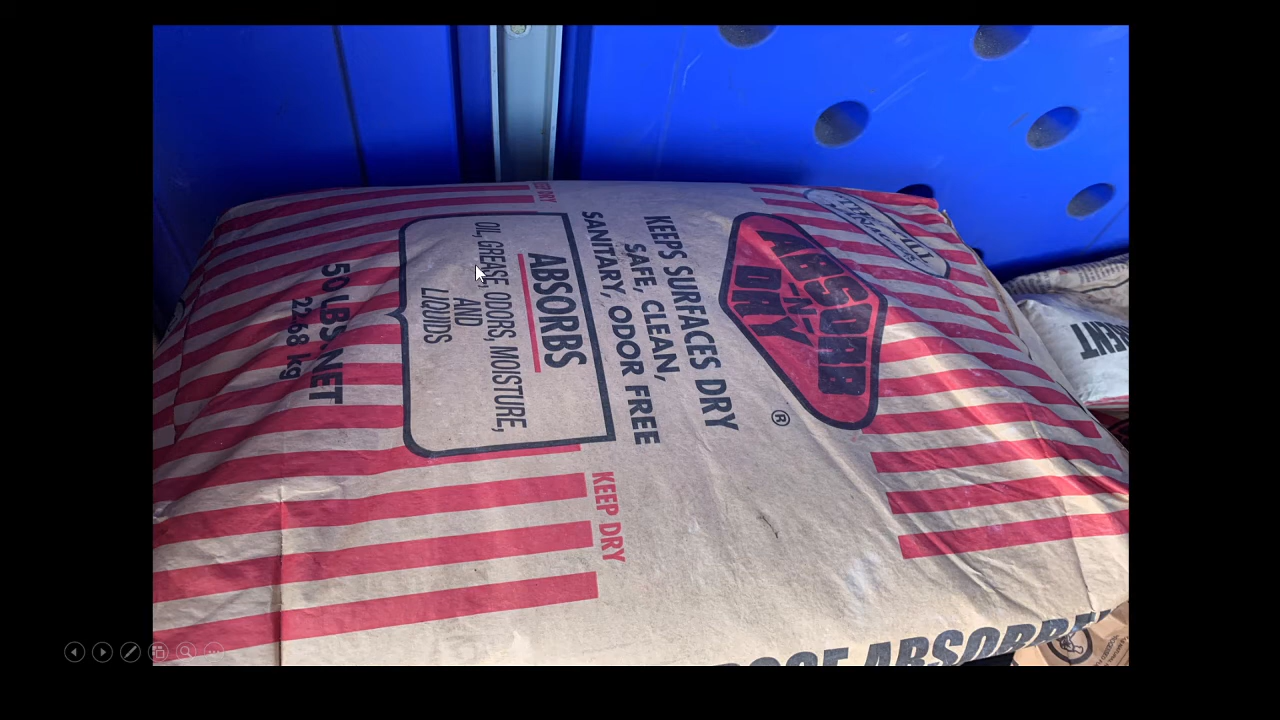 ABSORB
-N-
DRY
®
KEEPS SURFACES DRY
SAFE, CLEAN,
SANITARY, ODOR FREE
KEEP DRY
ABSORBS
OIL, GREASE, ODORS, MOISTURE,
AND
LIQUIDS
50 LBS. NET
22.68 kg
KEEP DRY